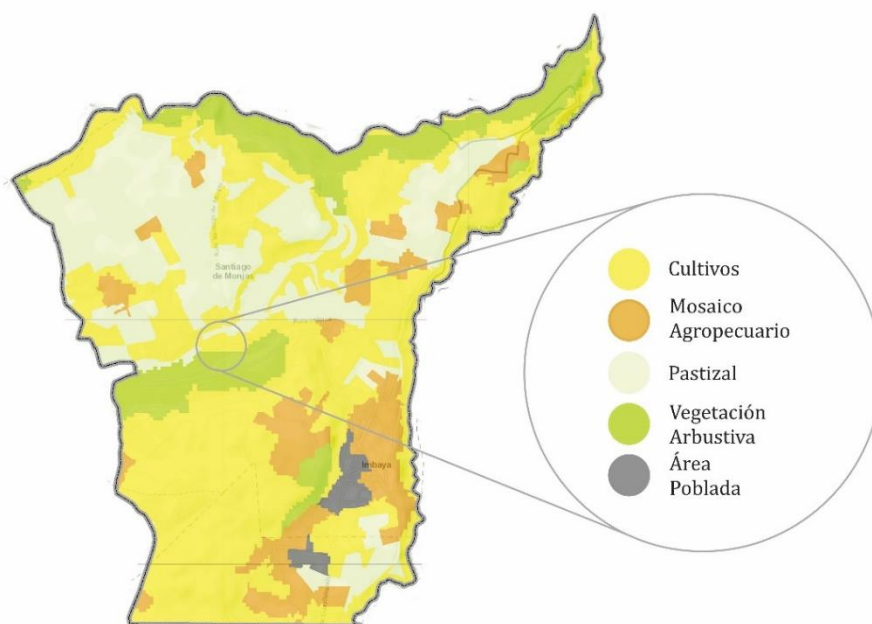 Santiago
de Monjas
Imbaya
Cultivos
Mosaico
Agropecuario
Pastizal
Vegetación
Arbustiva
Área
Poblada